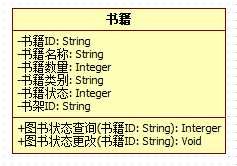 书籍
-书籍ID: String
-书籍名称: String
-书籍数量: Integer
-书籍类别: String
-书籍状态: Integer
-书架ID: String
+图书状态查询(书籍ID: String): Interger
+图书状态更改(书籍ID: String): Void